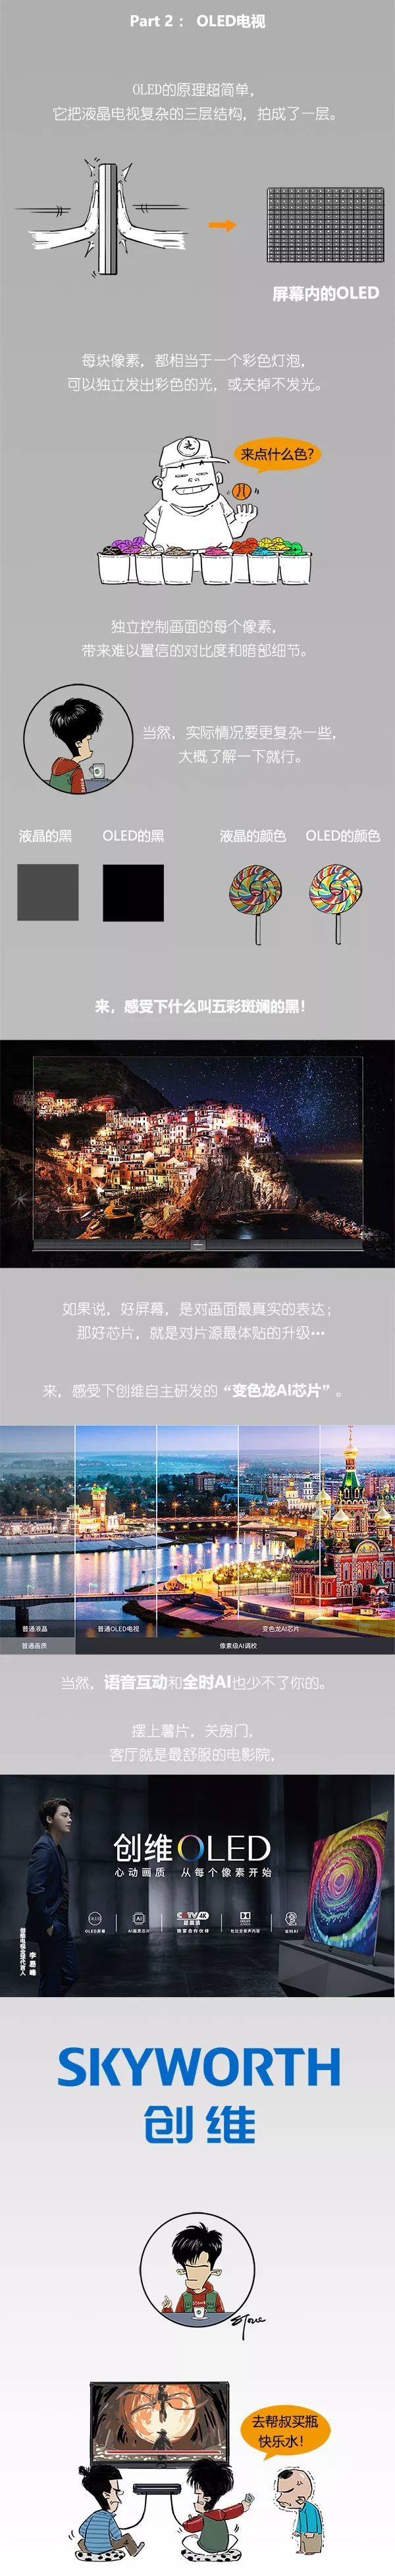 Part 2： OLED电视
OLED的原理超简单，
它把液晶电视复杂的三层结构，拍成了一层。
屏幕内的OLED
每块像素，都相当于一个彩色灯泡，
可以独立发出彩色的光，或关掉不发光。
光
来点什么色？
独立控制画面的每个像素，
带来难以置信的对比度和暗部细节。
当然，实际情况要更复杂一些，
大概了解一下就行。
液晶的黑 OLED的黑 液晶的颜色 OLED的颜色
来，感受下什么叫五彩斑斓的黑！
如果说，好屏幕，是对画面最真实的表达；
那好芯片，就是对片源最体贴的升级…
来，感受下创维自主研发的“变色龙AI芯片”。
普通液晶 普通OLED电视 变色龙AI芯片
普通画质 像素级AI调校
当然，语音互动和全时AI也少不了你的。
摆上薯片，关房门，
客厅就是最舒服的电影院，
创维OLED
心动画质 从每个像素开始
CCTV4K
OLED屏幕 AI画质芯片 独家合作伙伴 全时AI
创维电视全球代言人
李易峰
SKYWORTH
创维
Stone
去帮叔买瓶
快乐水！